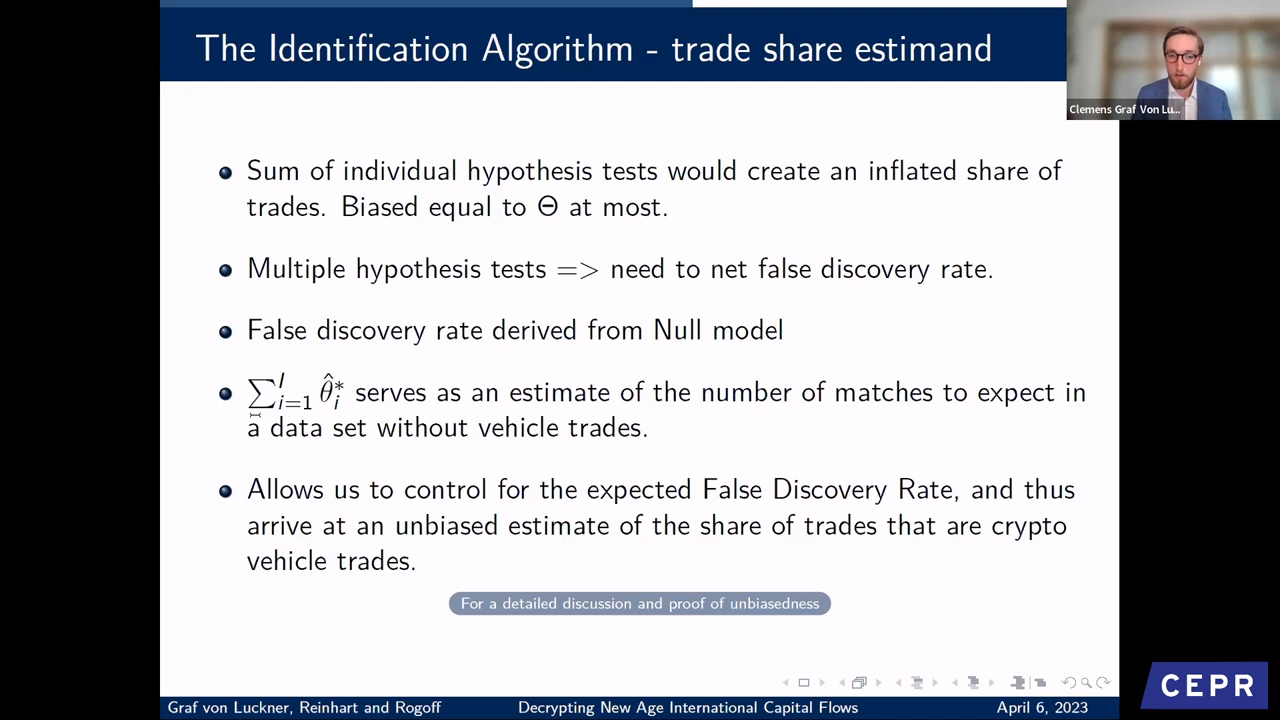 The Identification Algorithm - trade share estimand
Clemens Graf Von Lu...
Sum of individual hypothesis tests would create an inflated share of
trades. Biased equal to Θ at most.
Multiple hypothesis tests => need to net false discovery rate.
False discovery rate derived from Null model
∑ᴵᵢ₌₁ θ̂ᵢ* serves as an estimate of the number of matches to expect in
a data set without vehicle trades.
Allows us to control for the expected False Discovery Rate, and thus
arrive at an unbiased estimate of the share of trades that are crypto
vehicle trades.
For a detailed discussion and proof of unbiasedness
Graf von Luckner, Reinhart and Rogoff Decrypting New Age International Capital Flows April 6, 2023
CEPR